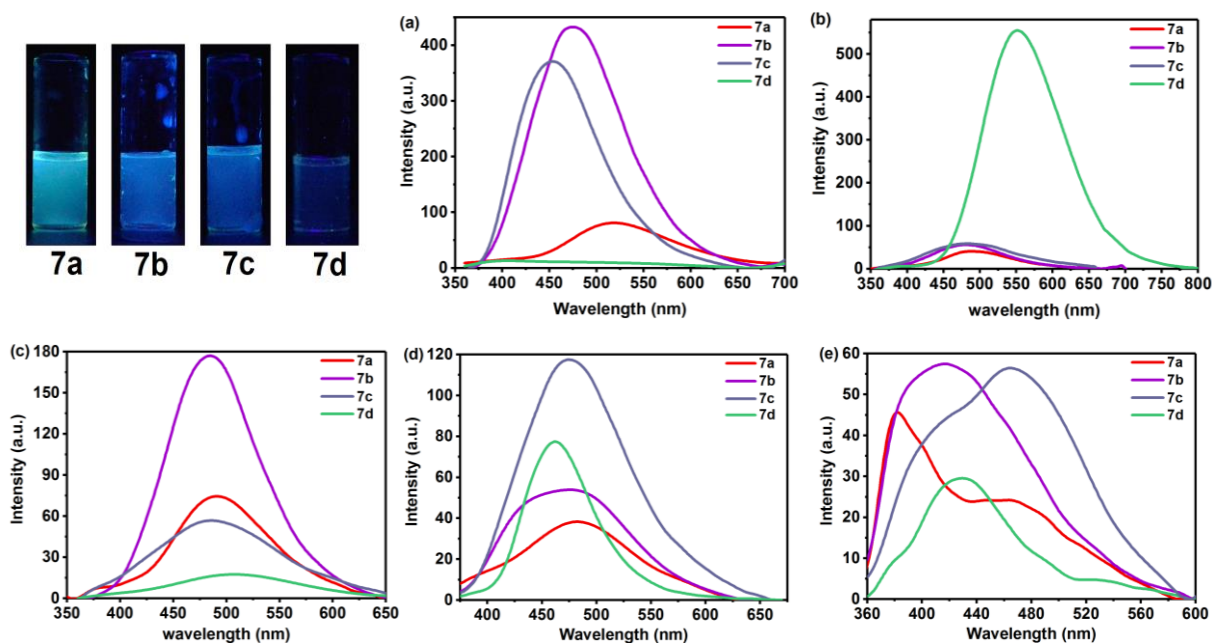 7a 7b 7c 7d
(a)
7a
7b
7c
7d
Intensity (a.u.)
400
300
200
100
0
350 400 450 500 550 600 650 700
Wavelength (nm)
(b)
7a
7b
7c
7d
Intensity (a.u.)
500
400
300
200
100
50
0
350 400 450 500 550 600 650 700 800
wavelength (nm)
(c)
7a
7b
7c
7d
Intensity (a.u.)
180
150
120
90
60
30
0
350 400 450 500 550 600 650
wavelength (nm)
(d)
7a
7b
7c
7d
Intensity (a.u.)
120
100
80
60
40
20
0
400 450 500 550 600 650
Wavelength (nm)
(e)
7a
7b
7c
7d
Intensity (a.u.)
60
50
40
30
20
10
0
360 400 440 480 520 560 600
Wavelength (nm)